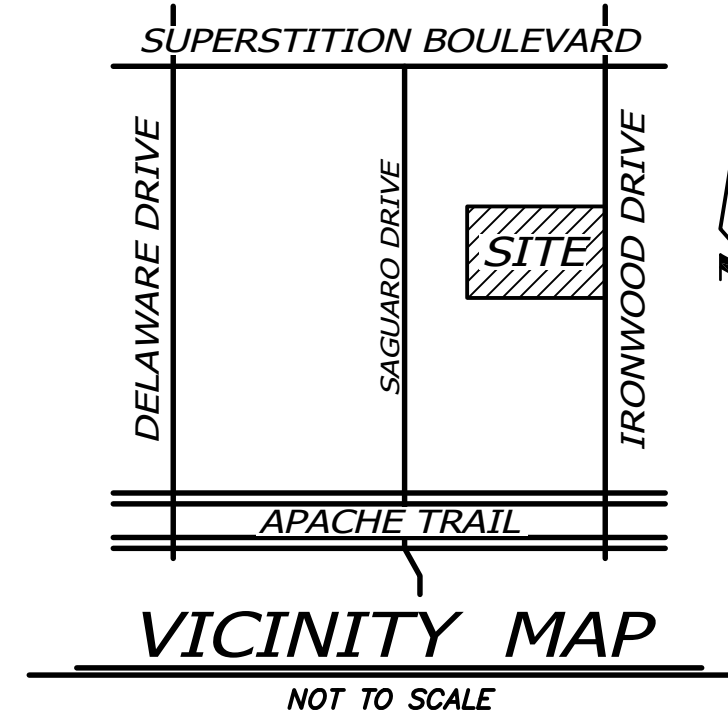 SUPERSTITION BOULEVARD
DELAWARE DRIVE
SAGUARO DRIVE
SITE
IRONWOOD DRIVE
APACHE TRAIL
VICINITY MAP
NOT TO SCALE